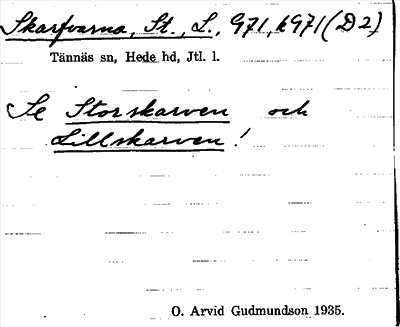 Skarfvarna, St., L., 971, k971 (D2)
Tännäs sn, Hede hd, Jtl. l.
Se Storskarven och
Lillskarven!
O. Arvid Gudmundson 1935.